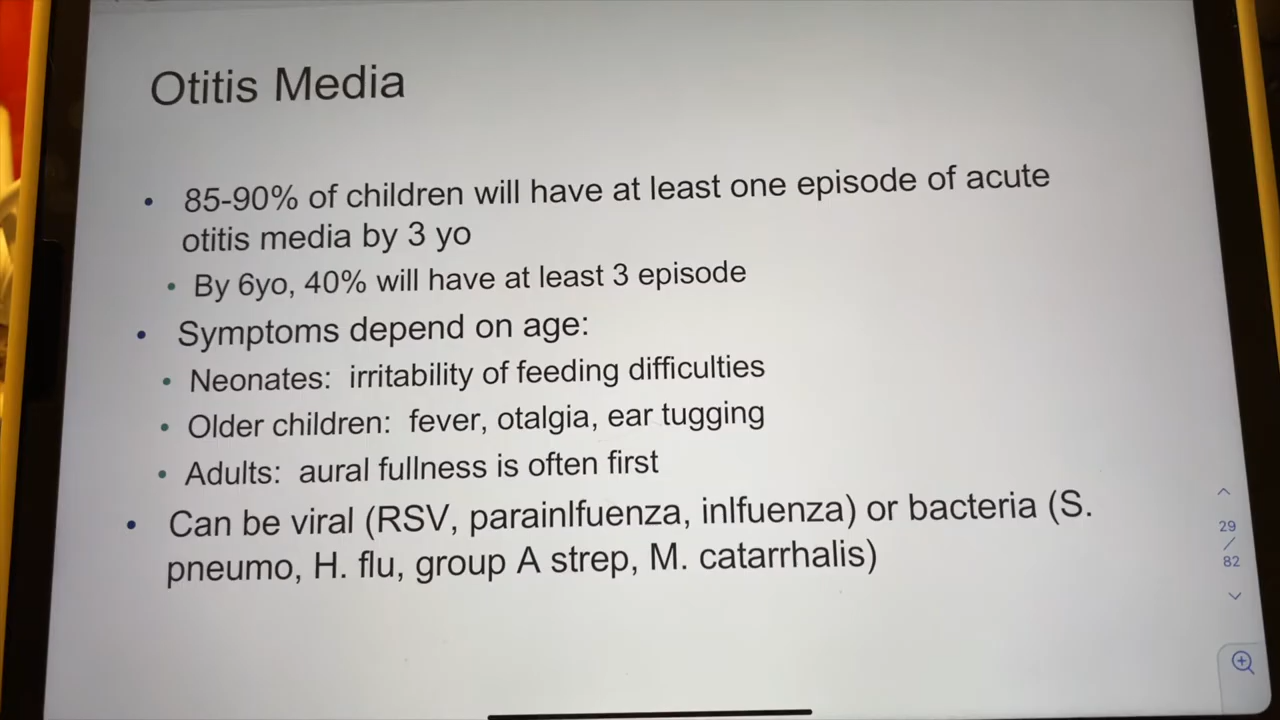 Otitis Media
• 85-90% of children will have at least one episode of acute
otitis media by 3 yo
• By 6yo, 40% will have at least 3 episode
• Symptoms depend on age:
• Neonates: irritability of feeding difficulties
• Older children: fever, otalgia, ear tugging
• Adults: aural fullness is often first
• Can be viral (RSV, parainlfuenza, inlfuenza) or bacteria (S.
pneumo, H. flu, group A strep, M. catarrhalis)
29
/
82